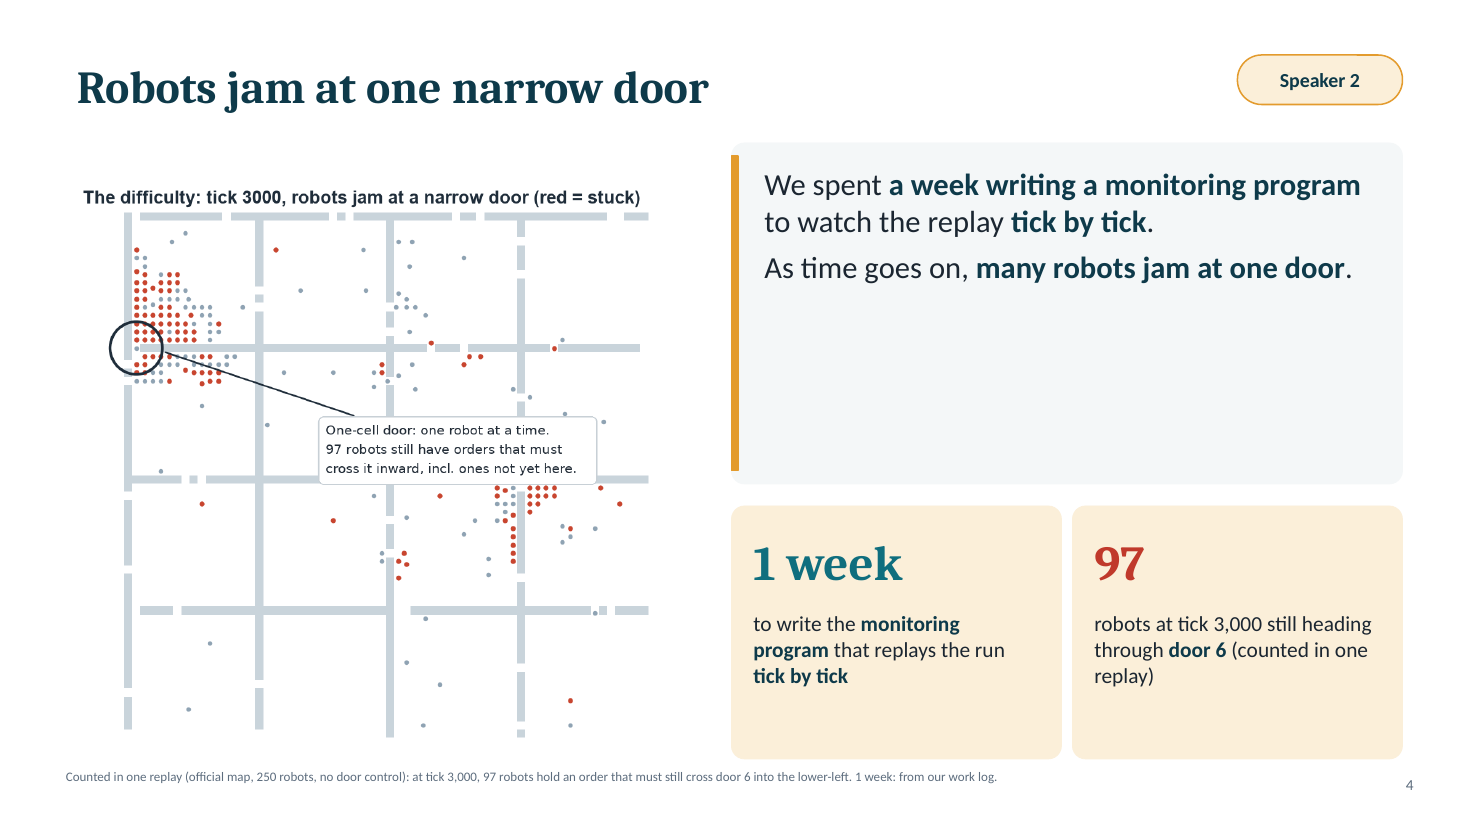 Robots jam at one narrow door
Speaker 2
The difficulty: tick 3000, robots jam at a narrow door (red = stuck)
One-cell door: one robot at a time.
97 robots still have orders that must
cross it inward, incl. ones not yet here.
We spent a week writing a monitoring program
to watch the replay tick by tick.
As time goes on, many robots jam at one door.
1 week
to write the monitoring
program that replays the run
tick by tick
97
robots at tick 3,000 still heading
through door 6 (counted in one
replay)
Counted in one replay (official map, 250 robots, no door control): at tick 3,000, 97 robots hold an order that must still cross door 6 into the lower-left. 1 week: from our work log.
4